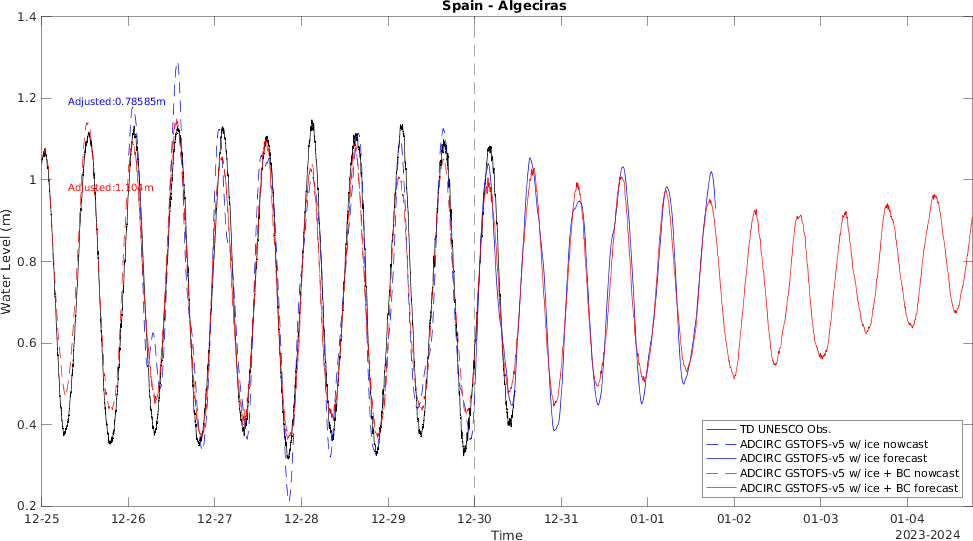 Spain - Algeciras
1.4
1.2
1
0.8
0.6
0.4
0.2
Water Level (m)
Adjusted:0.78585m
Adjusted:1.104m
TD UNESCO Obs.
ADCIRC GSTOFS-v5 w/ ice nowcast
ADCIRC GSTOFS-v5 w/ ice forecast
ADCIRC GSTOFS-v5 w/ ice + BC nowcast
ADCIRC GSTOFS-v5 w/ ice + BC forecast
12-25 12-26 12-27 12-28 12-29 12-30 12-31 01-01 01-02 01-03 01-04
Time
2023-2024